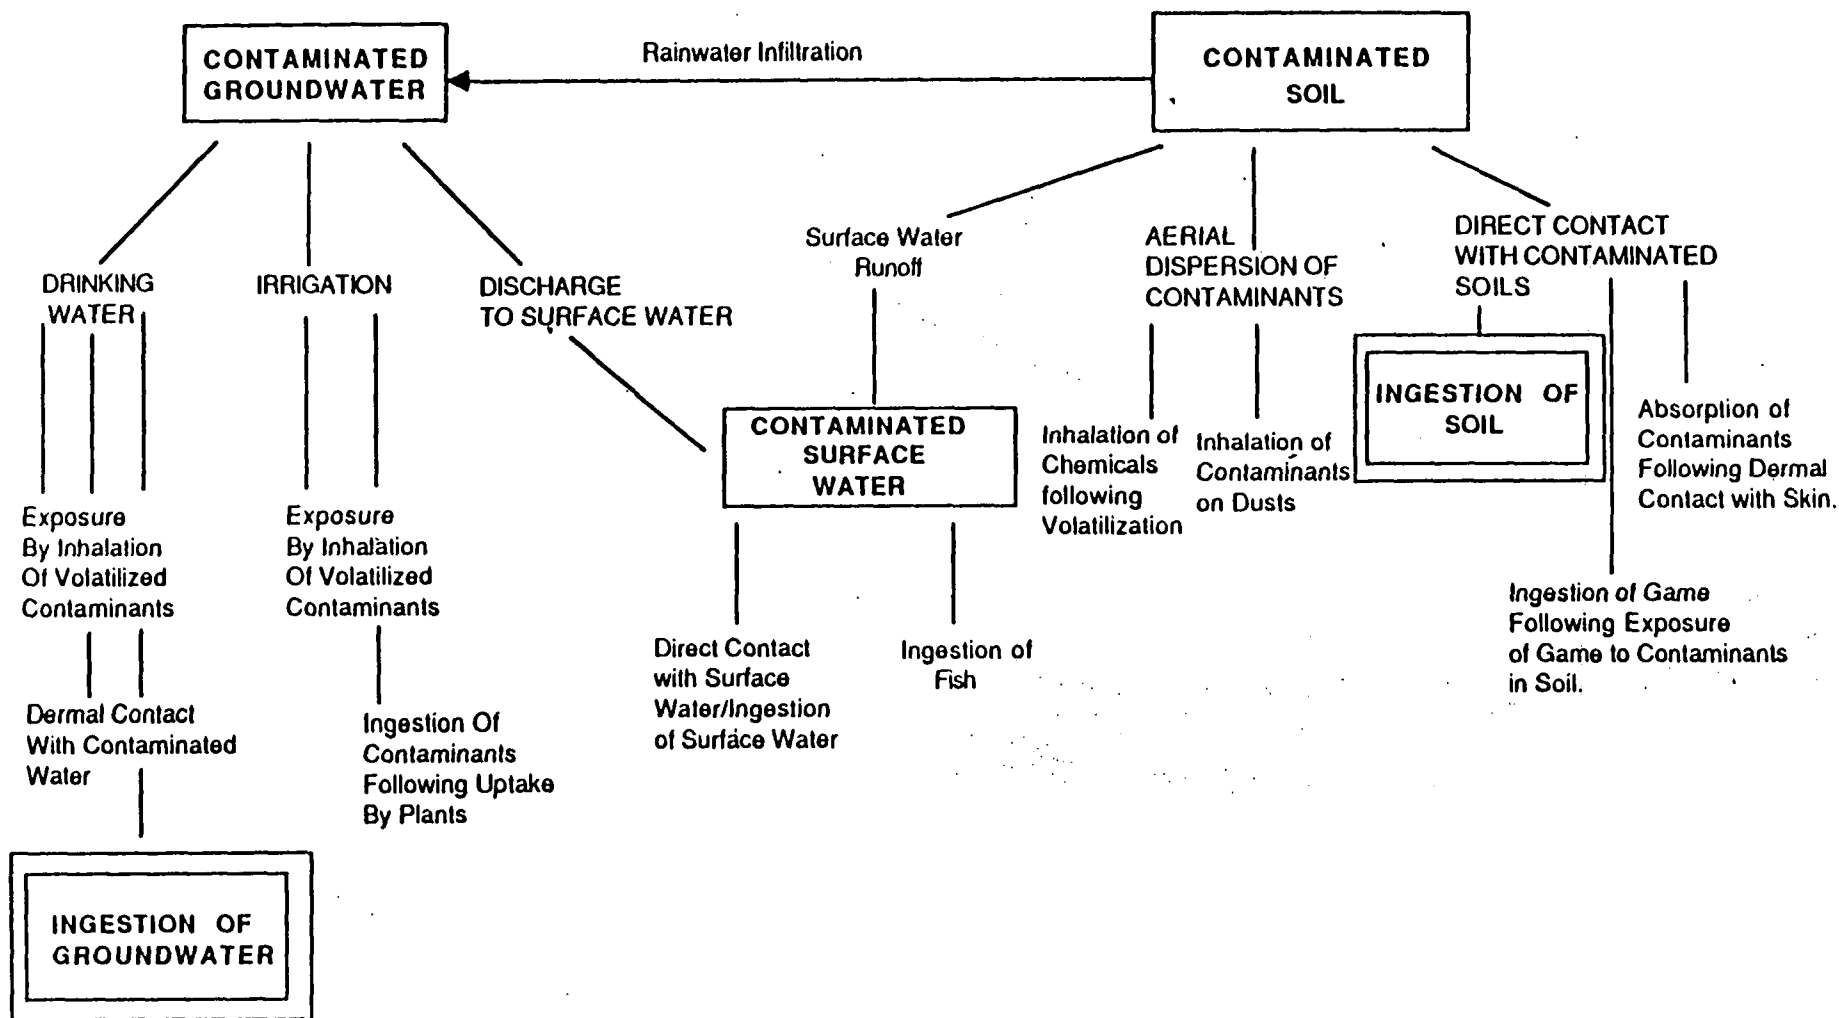 CONTAMINATED
GROUNDWATER
Rainwater Infiltration
CONTAMINATED
SOIL
DRINKING
WATER
IRRIGATION
DISCHARGE
TO SURFACE WATER
Surface Water
Runoff
AERIAL
DISPERSION OF
CONTAMINANTS
DIRECT CONTACT
WITH CONTAMINATED
SOILS
Exposure
By Inhalation
Of Volatilized
Contaminants
Exposure
By Inhalation
Of Volatilized
Contaminants
CONTAMINATED
SURFACE
WATER
Inhalation of
Chemicals
following
Volatilization
Inhalation of
Contaminants
on Dusts
INGESTION OF
SOIL
Absorption of
Contaminants
Following Dermal
Contact with Skin.
Dermal Contact
With Contaminated
Water
Ingestion Of
Contaminants
Following Uptake
By Plants
Direct Contact
with Surface
Water/Ingestion
of Surface Water
Ingestion of
Fish
Ingestion of Game
Following Exposure
of Game to Contaminants
in Soil.
INGESTION OF
GROUNDWATER